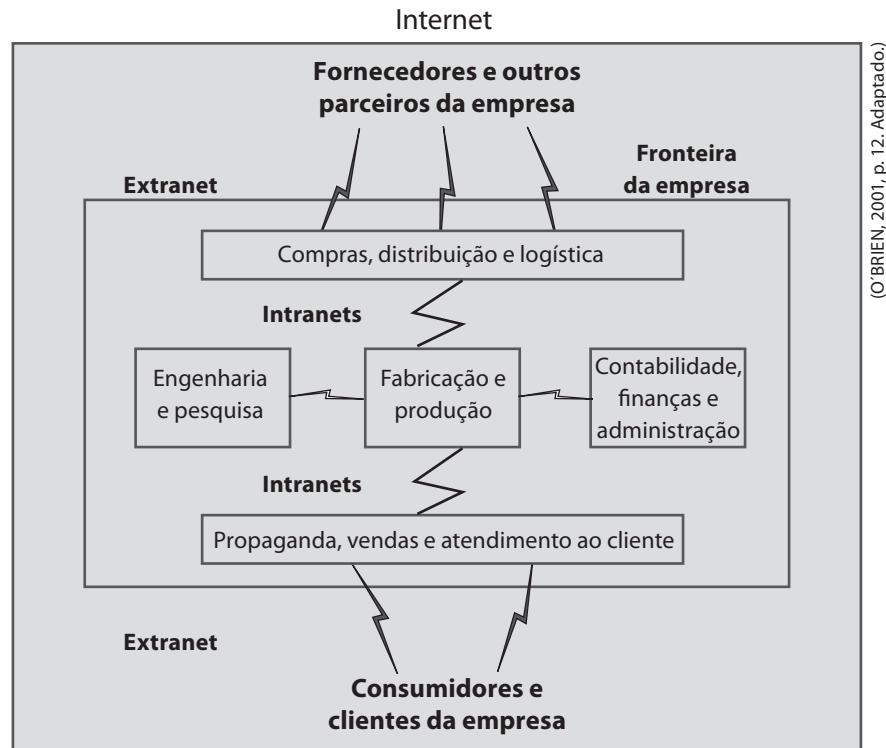 Internet
Fornecedores e outros
parceiros da empresa
Extranet
Fronteira
da empresa
Compras, distribuição e logística
Intranets
Engenharia
e pesquisa
Fabricação e
produção
Contabilidade,
finanças e
administração
Intranets
Propaganda, vendas e atendimento ao cliente
Extranet
Consumidores e
clientes da empresa
(O´BRIEN, 2001, p. 12. Adaptado.)